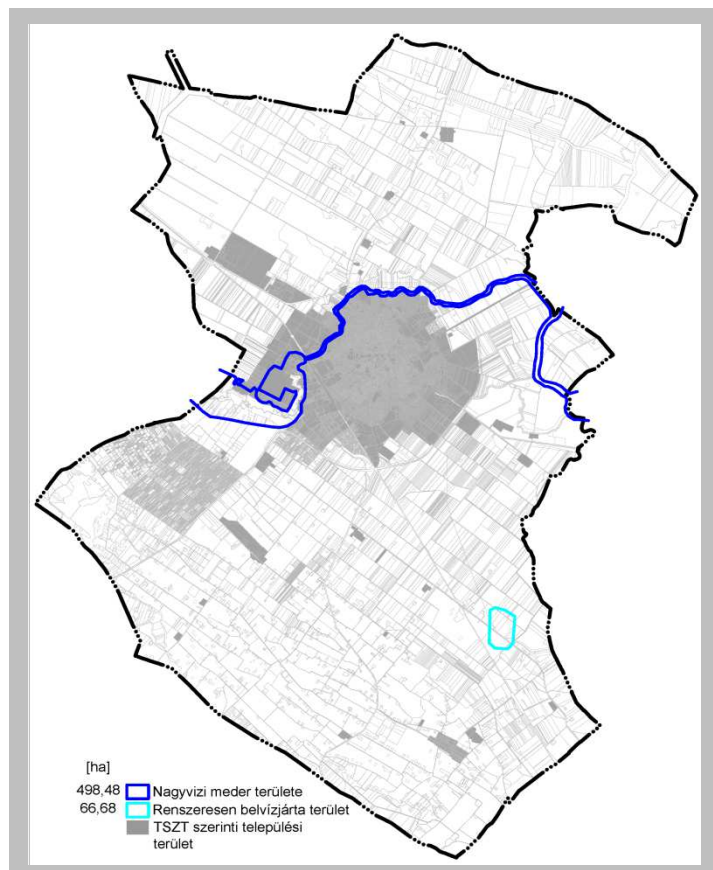 [ha]
498,48 Nagyvizi meder területe
66,68 Renszeresen belvízjárta terület
TSZT szerinti települési
terület